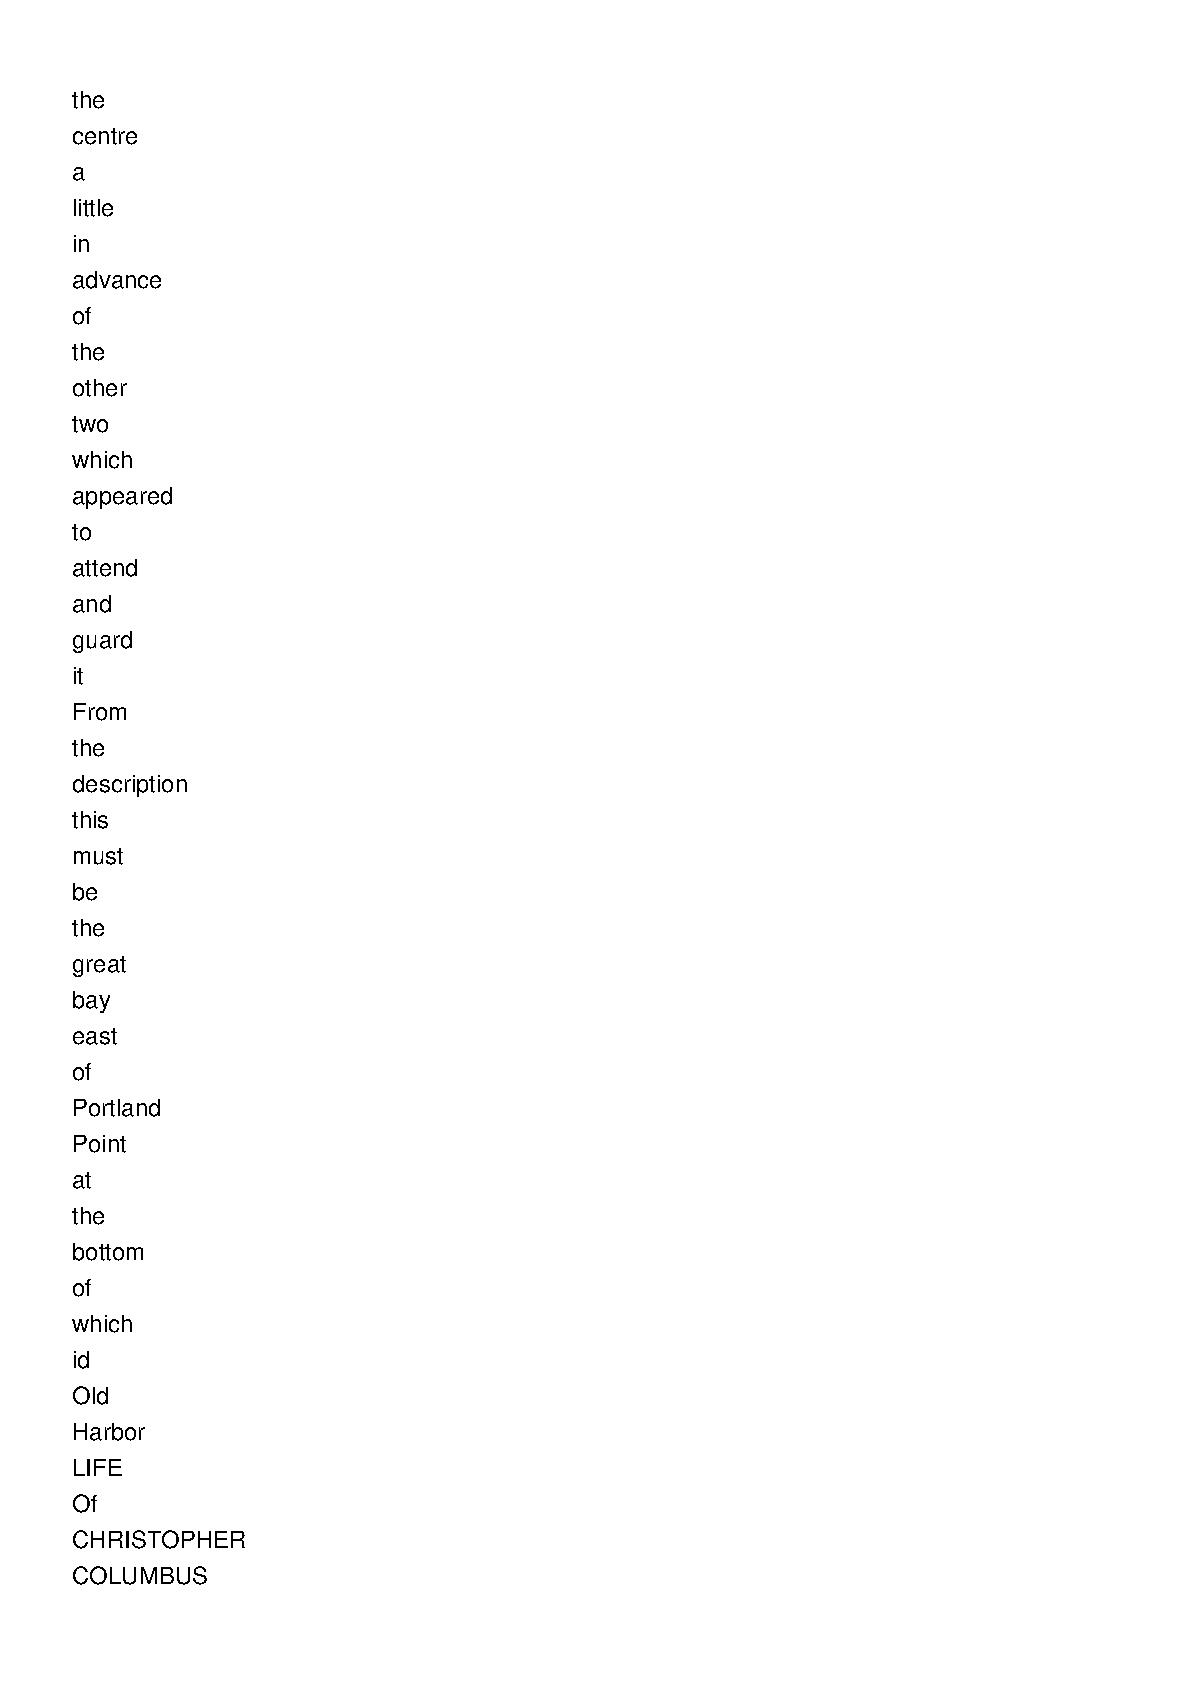 the
centre
a
little
in
advance
of
the
other
two
which
appeared
to
attend
and
guard
it
From
the
description
this
must
be
the
great
bay
east
of
Portland
Point
at
the
bottom
of
which
id
Old
Harbor
LIFE
Of
CHRISTOPHER
COLUMBUS